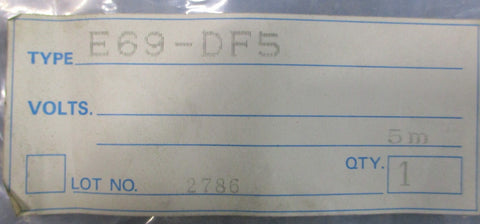 TYPE E69-DF5
VOLTS.
5m
QTY. 1
LOT NO. 2786